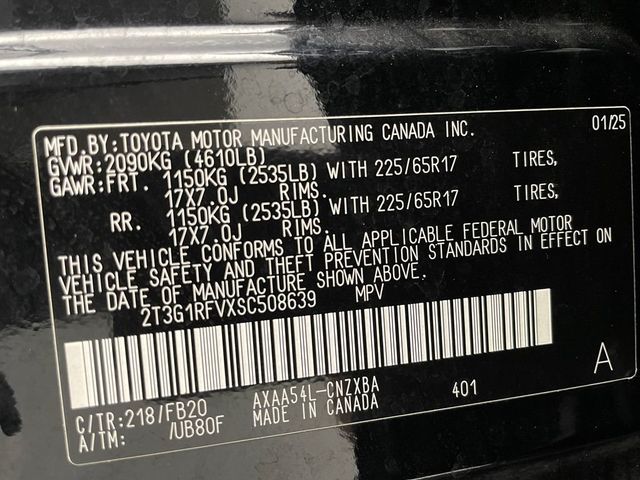 MFD.BY:TOYOTA MOTOR MANUFACTURING CANADA INC. 01/25
GVWR:2090KG (4610LB)
GAWR:FRT. 1150KG (2535LB) WITH 225/65R17 TIRES,
17X7.0J RIMS.
RR. 1150KG (2535LB) WITH 225/65R17 TIRES,
17X7.0J RIMS.
THIS VEHICLE CONFORMS TO ALL APPLICABLE FEDERAL MOTOR
VEHICLE SAFETY AND THEFT PREVENTION STANDARDS IN EFFECT ON
THE DATE OF MANUFACTURE SHOWN ABOVE.
2T3G1RFVXSC508639 MPV
A
C/TR:218/FB20 AXAA54L-CNZXBA 401
A/TM: /UB80F MADE IN CANADA